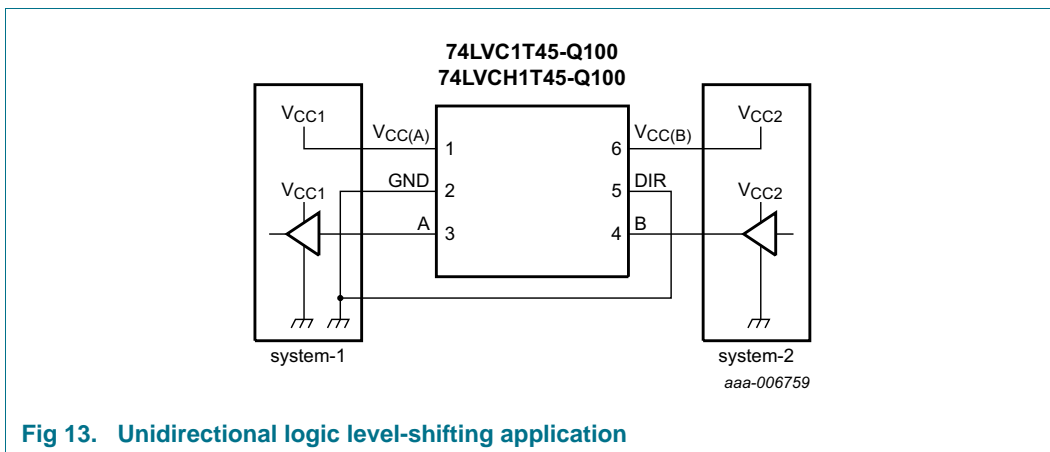 74LVC1T45-Q100
74LVCH1T45-Q100
VCC1
VCC(A)
1
VCC(B)
6
VCC2
GND
2
DIR
5
VCC1
A
3
B
4
VCC2
system-1
system-2
aaa-006759
Fig 13. Unidirectional logic level-shifting application